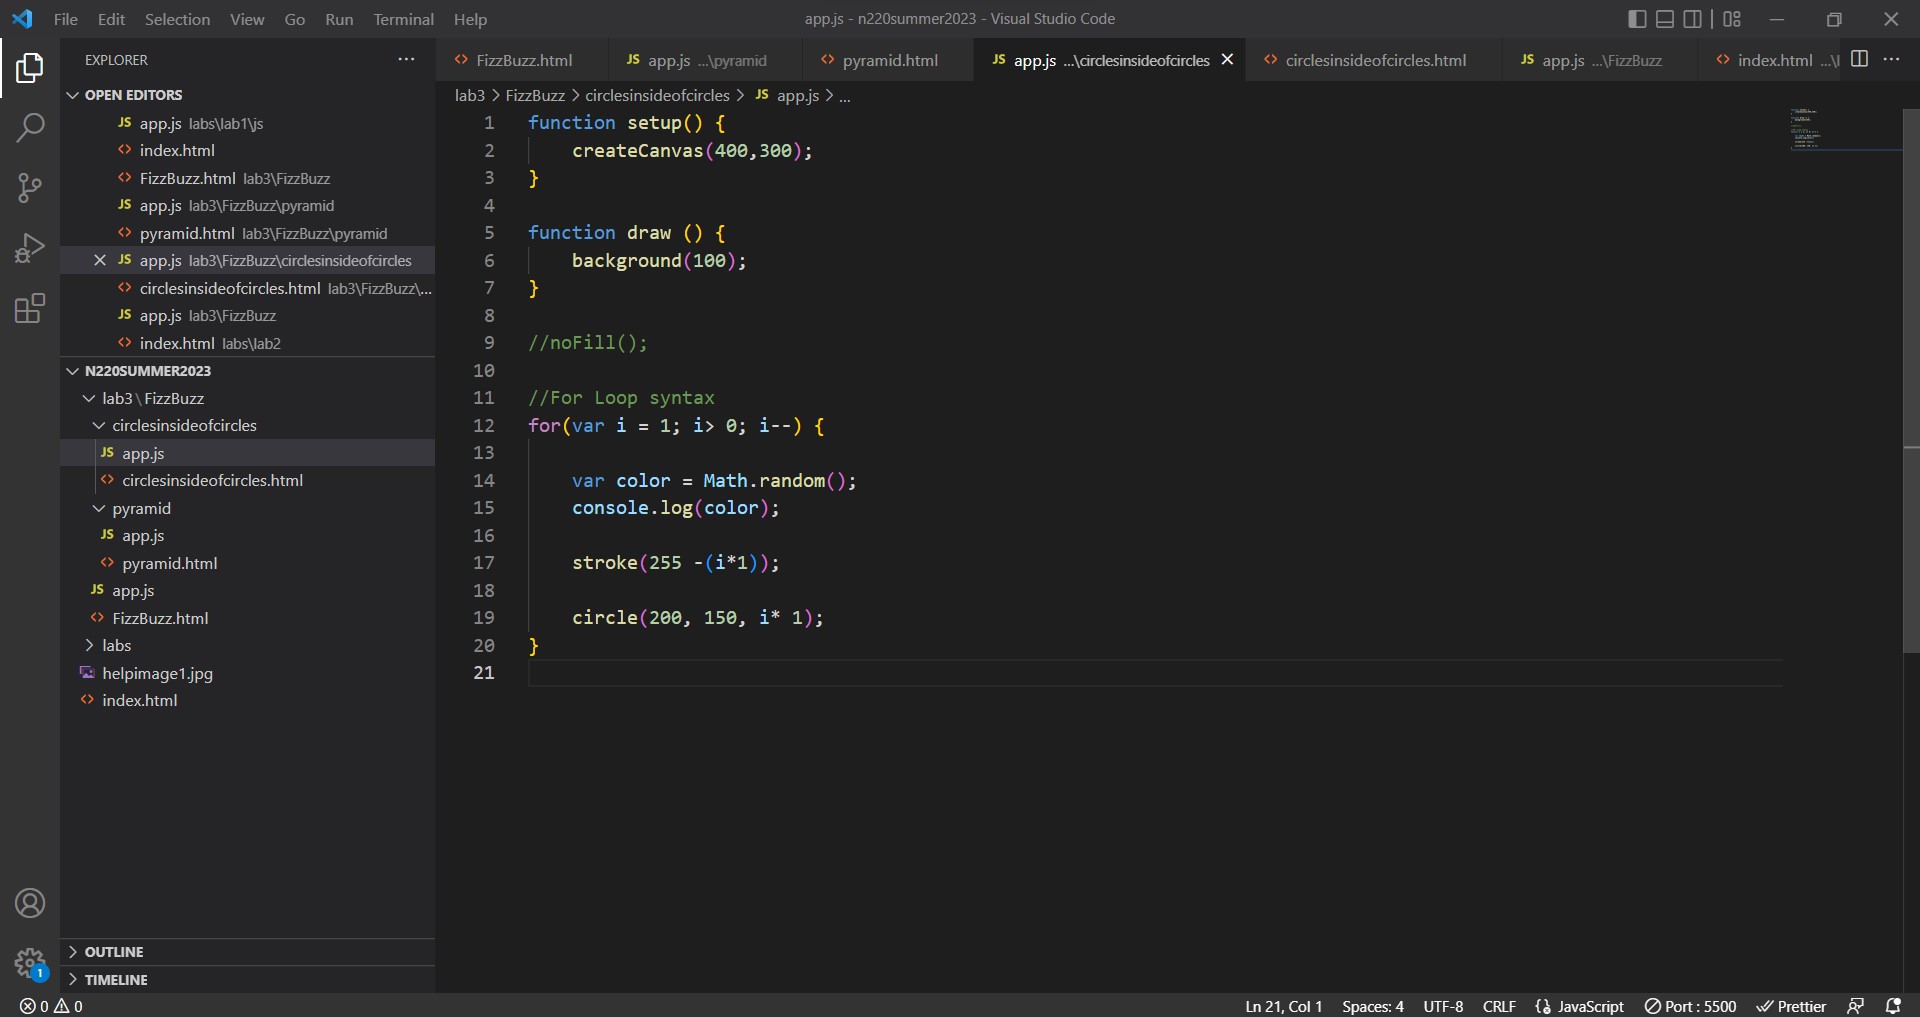 File Edit Selection View Go Run Terminal Help
app.js - n220summer2023 - Visual Studio Code
EXPLORER ...
FizzBuzz.html
JS app.js ...\pyramid
pyramid.html
JS app.js ...\circlesinsideofcircles
circlesinsideofcircles.html
JS app.js ...\FizzBuzz
index.html ...\l
OPEN EDITORS
JS app.js labs\lab1\js
index.html
FizzBuzz.html lab3\FizzBuzz
JS app.js lab3\FizzBuzz\pyramid
pyramid.html lab3\FizzBuzz\pyramid
JS app.js lab3\FizzBuzz\circlesinsideofcircles
circlesinsideofcircles.html lab3\FizzBuzz\...
JS app.js lab3\FizzBuzz
index.html labs\lab2
N220SUMMER2023
lab3\FizzBuzz
circlesinsideofcircles
JS app.js
circlesinsideofcircles.html
pyramid
JS app.js
pyramid.html
JS app.js
FizzBuzz.html
labs
helpimage1.jpg
index.html
OUTLINE
TIMELINE
lab3 > FizzBuzz > circlesinsideofcircles > JS app.js > ...
1 function setup() {
2     createCanvas(400,300);
3 }
4
5 function draw () {
6     background(100);
7 }
8
9 //noFill();
10
11 //For Loop syntax
12 for(var i = 1; i> 0; i--) {
13
14     var color = Math.random();
15     console.log(color);
16
17     stroke(255 -(i*1));
18
19     circle(200, 150, i* 1);
20 }
21
1
0 0
Ln 21, Col 1 Spaces: 4 UTF-8 CRLF JavaScript Port : 5500 Prettier